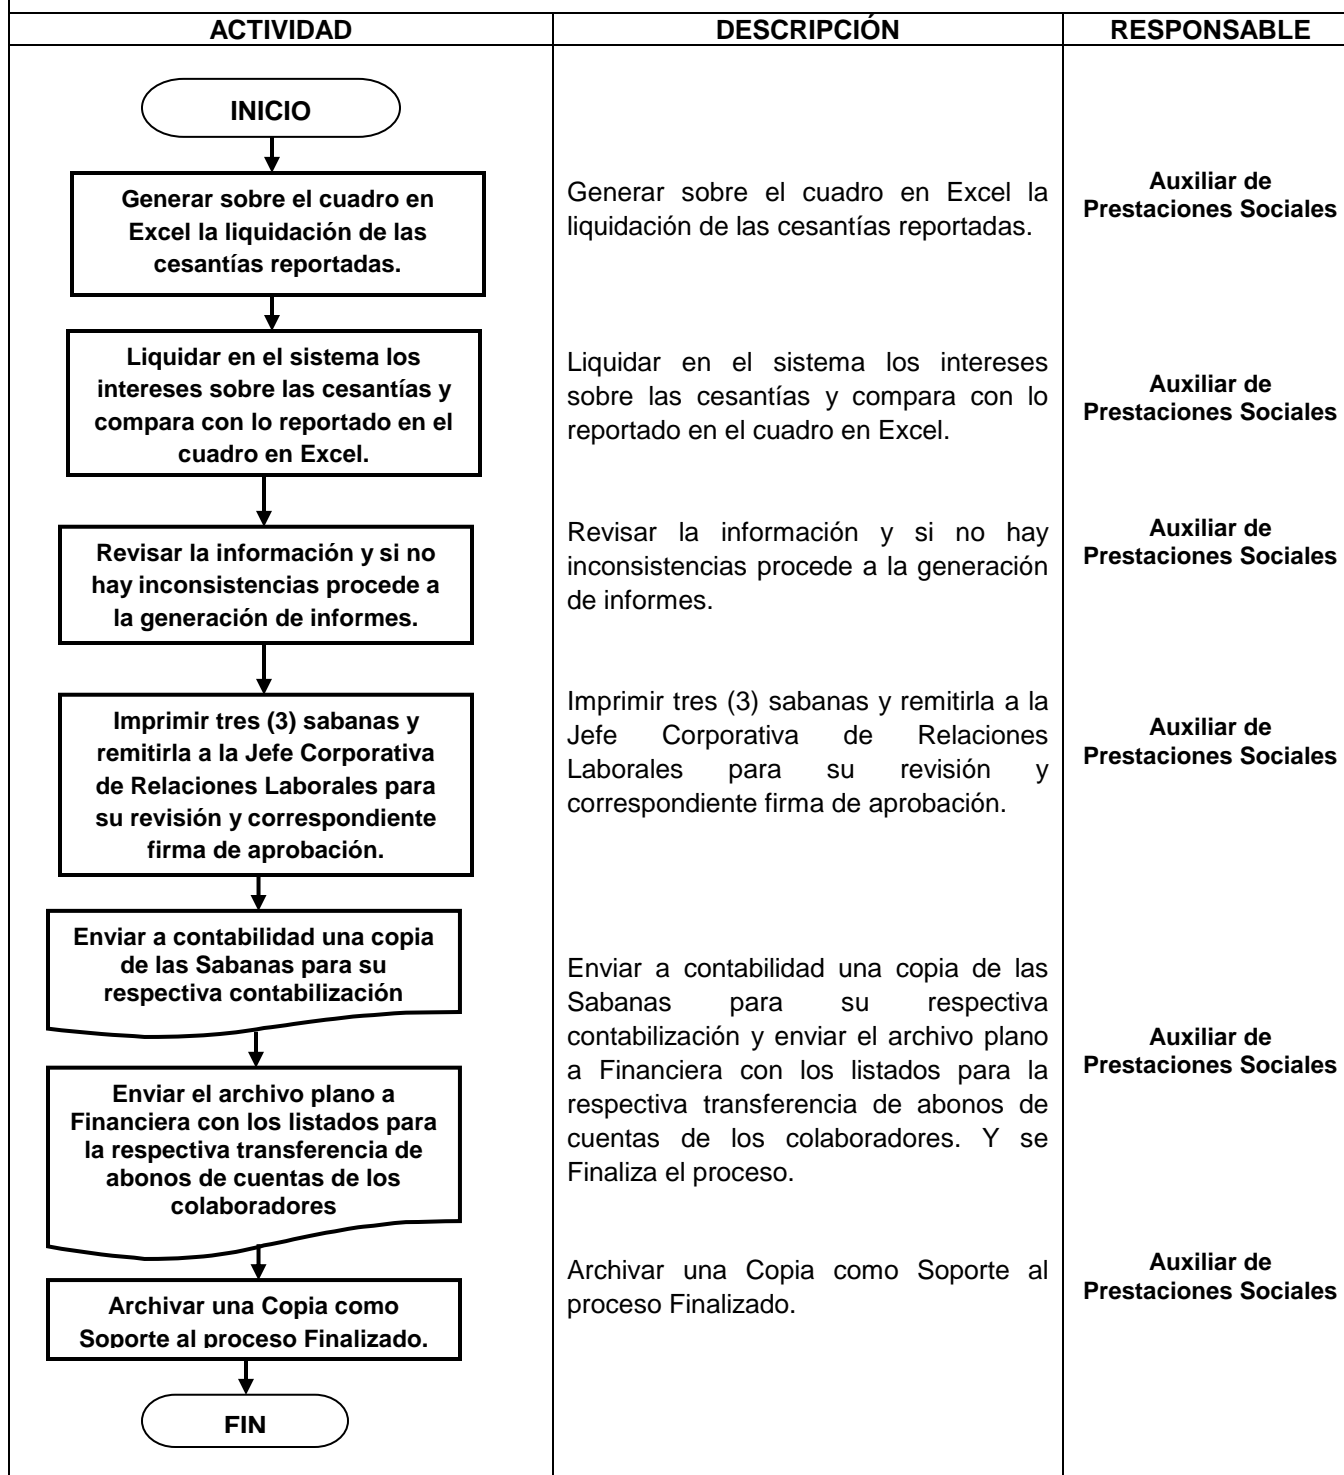 ACTIVIDAD
DESCRIPCIÓN
RESPONSABLE
INICIO
Generar sobre el cuadro en
Excel la liquidación de las
cesantías reportadas.
Generar sobre el cuadro en Excel la
liquidación de las cesantías reportadas.
Auxiliar de
Prestaciones Sociales
Liquidar en el sistema los
intereses sobre las cesantías y
compara con lo reportado en el
cuadro en Excel.
Liquidar en el sistema los intereses
sobre las cesantías y compara con lo
reportado en el cuadro en Excel.
Auxiliar de
Prestaciones Sociales
Revisar la información y si no
hay inconsistencias procede a
la generación de informes.
Revisar la información y si no hay
inconsistencias procede a la generación
de informes.
Auxiliar de
Prestaciones Sociales
Imprimir tres (3) sabanas y
remitirla a la Jefe Corporativa
de Relaciones Laborales para
su revisión y correspondiente
firma de aprobación.
Imprimir tres (3) sabanas y remitirla a la
Jefe Corporativa de Relaciones
Laborales para su revisión y
correspondiente firma de aprobación.
Auxiliar de
Prestaciones Sociales
Enviar a contabilidad una copia
de las Sabanas para su
respectiva contabilización
Enviar el archivo plano a
Financiera con los listados para
la respectiva transferencia de
abonos de cuentas de los
colaboradores
Enviar a contabilidad una copia de las
Sabanas para su respectiva
contabilización y enviar el archivo plano
a Financiera con los listados para la
respectiva transferencia de abonos de
cuentas de los colaboradores. Y se
Finaliza el proceso.
Auxiliar de
Prestaciones Sociales
Archivar una Copia como
Soporte al proceso Finalizado.
Archivar una Copia como Soporte al
proceso Finalizado.
Auxiliar de
Prestaciones Sociales
FIN